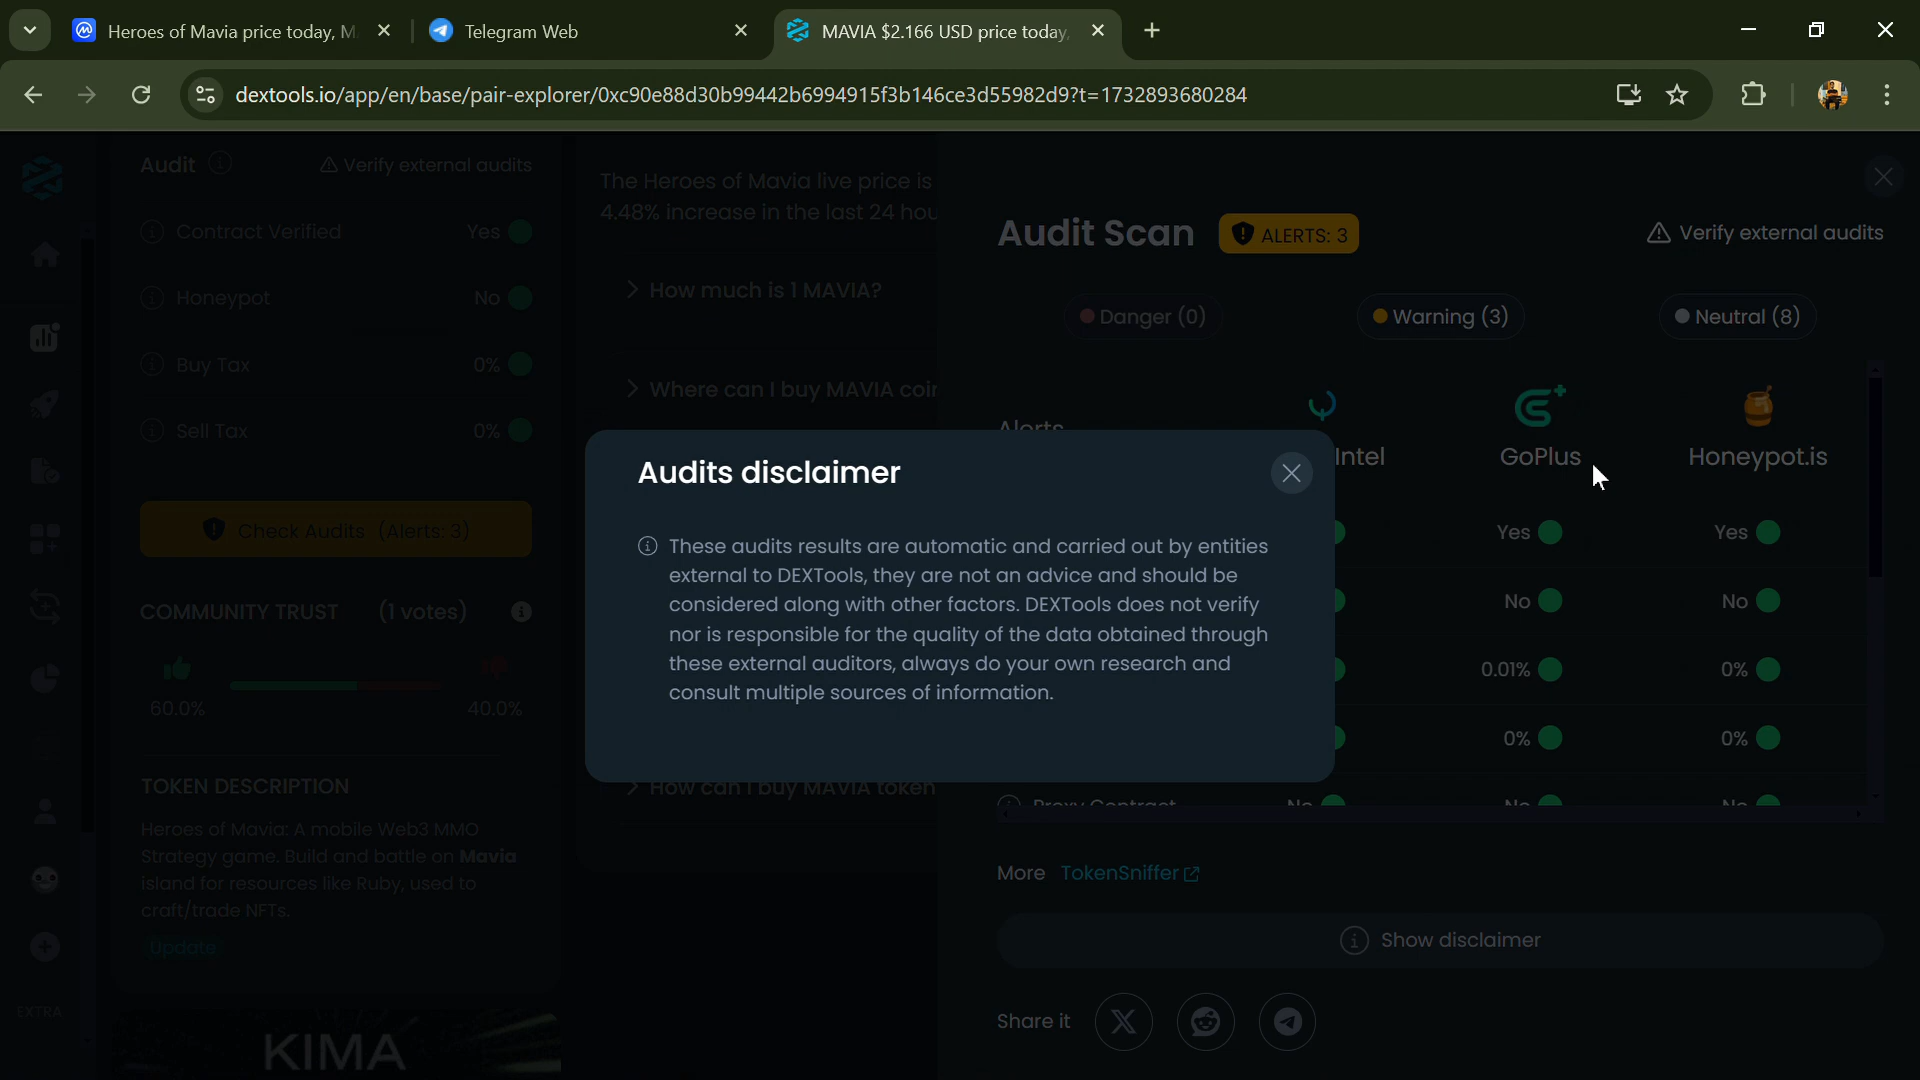 Heroes of Mavia price today, M
Telegram Web
MAVIA $2.166 USD price today,
dextools.io/app/en/base/pair-explorer/0xc90e88d30b99442b6994915f3b146ce3d55982d9?t=1732893680284
Audit
Verify external audits
Contract Verified Yes
Honeypot No
Buy Tax 0%
Sell Tax 0%
Check Audits (Alerts: 3)
COMMUNITY TRUST (1 votes)
60.0% 40.0%
TOKEN DESCRIPTION
Heroes of Mavia: A mobile Web3 MMO
Strategy game. Build and battle on Mavia
island for resources like Ruby, used to
craft/trade NFTs.
Update
EXTRA
KIMA
The Heroes of Mavia live price is
4.48% increase in the last 24 hou
How much is 1 MAVIA?
Where can I buy MAVIA coin
How can I buy MAVIA token
Audits disclaimer
These audits results are automatic and carried out by entities
external to DEXTools, they are not an advice and should be
considered along with other factors. DEXTools does not verify
nor is responsible for the quality of the data obtained through
these external auditors, always do your own research and
consult multiple sources of information.
Audit Scan
ALERTS: 3
Verify external audits
Danger (0)
Warning (3)
Neutral (8)
Alerts
Intel
GoPlus
Honeypot.is
Yes Yes
No No
0.01% 0%
0% 0%
Proxy Contract No No No
More TokenSniffer
Show disclaimer
Share it